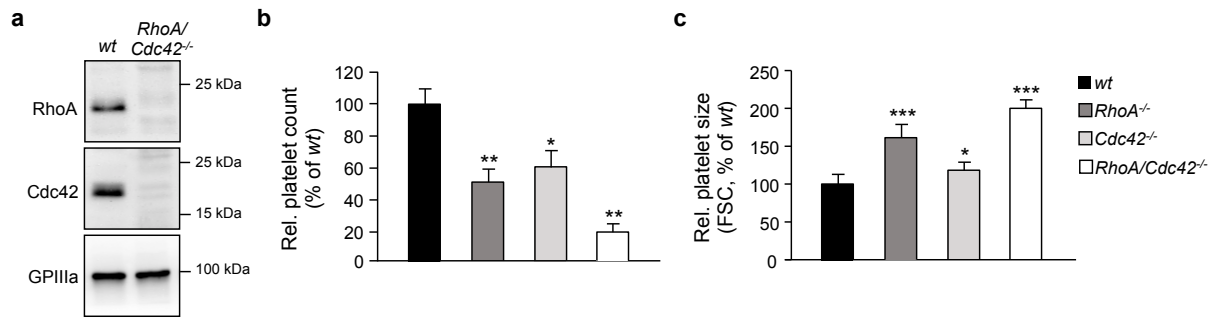 a
wt
RhoA/
Cdc42-/-
RhoA
25 kDa
Cdc42
25 kDa
15 kDa
GPIIIa
100 kDa
b
Rel. platelet count
(% of wt)
120
100
80
60
40
20
0
**
*
**
c
Rel. platelet size
(FSC, % of wt)
250
200
150
100
50
0
***
*
***
wt
RhoA-/-
Cdc42-/-
RhoA/Cdc42-/-